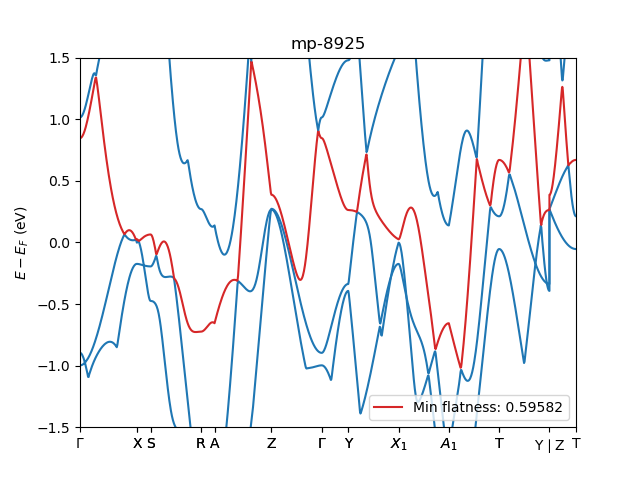 mp-8925
1.5
1.0
0.5
0.0
−0.5
−1.0
−1.5
E − E_F (eV)
Min flatness: 0.59582
Γ X S R A Z Γ Y X₁ A₁ T Y | Z T